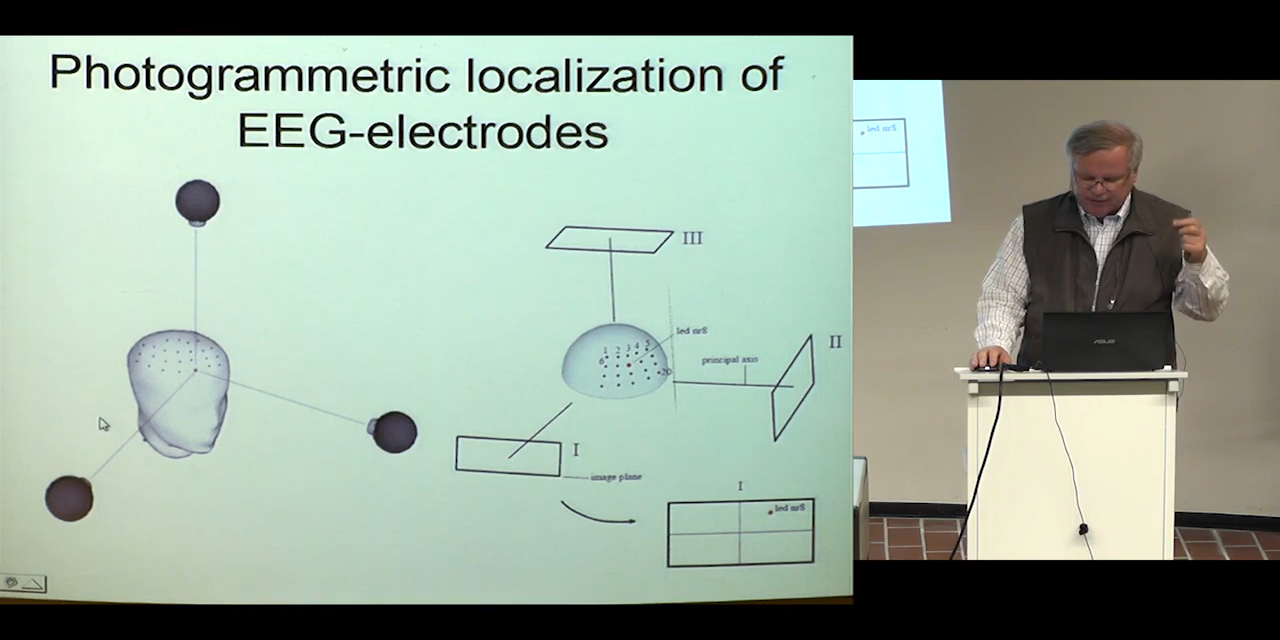 Photogrammetric localization of
EEG-electrodes
III
led nr8
1 2 3 4 5
6
20
principal axis
II
I
image plane
I
led nr8
led nr8
ASUS